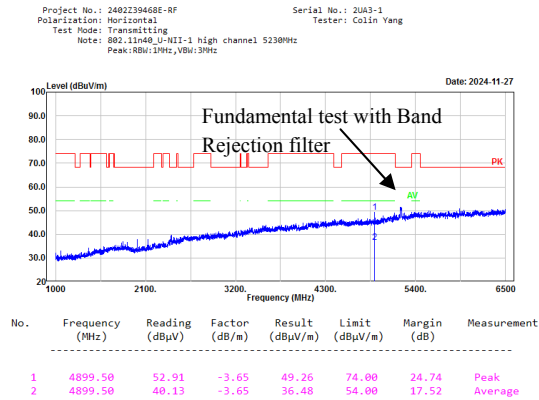 Project No.: 2402Z39468E-RF Serial No.: 2UA3-1
Polarization: Horizontal Tester: Colin Yang
Test Mode: Transmitting
Note: 802.11n40_U-NII-1 high channel 5230MHz
Peak:RBW:1MHz,VBW:3MHz
Level (dBuV/m) Date: 2024-11-27
100
90.0
80.0
70.0
60.0
50.0
40.0
30.0
20
Fundamental test with Band
Rejection filter
PK
AV
1
2
1000 2100. 3200. 4300. 5400. 6500
Frequency (MHz)
No. Frequency Reading Factor Result Limit Margin Measurement
(MHz) (dBμV) (dB/m) (dBμV/m) (dBμV/m) (dB)
1 4899.50 52.91 -3.65 49.26 74.00 24.74 Peak
2 4899.50 40.13 -3.65 36.48 54.00 17.52 Average